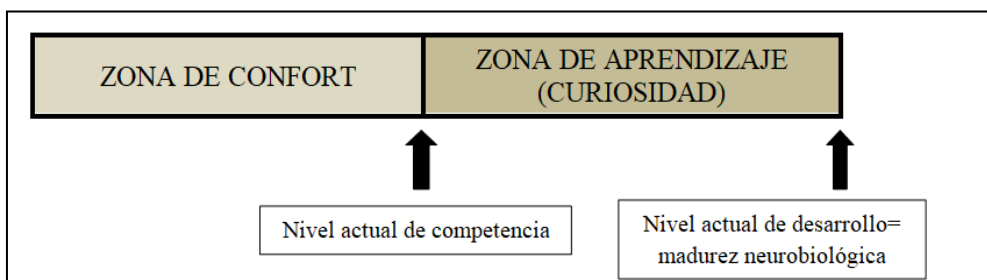 ZONA DE CONFORT
ZONA DE APRENDIZAJE
(CURIOSIDAD)
Nivel actual de competencia
Nivel actual de desarrollo=
madurez neurobiológica